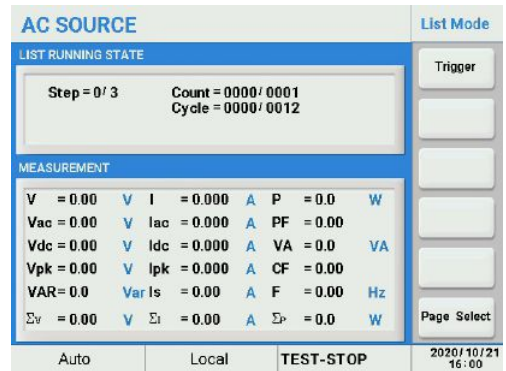 AC SOURCE
List Mode
LIST RUNNING STATE
Trigger
Step = 0/ 3 Count = 0000/ 0001
Cycle = 0000/ 0012
MEASUREMENT
V = 0.00 V I = 0.000 A P = 0.0 W
Vac = 0.00 V Iac = 0.000 A PF = 0.00
Vdc = 0.00 V Idc = 0.000 A VA = 0.0 VA
Vpk = 0.00 V Ipk = 0.000 A CF = 0.00
VAR= 0.0 Var Is = 0.00 A F = 0.00 Hz
Σv = 0.00 V Σı = 0.00 A Σᴘ = 0.0 W
Page Select
Auto Local TEST-STOP 2020/10/21
16:00